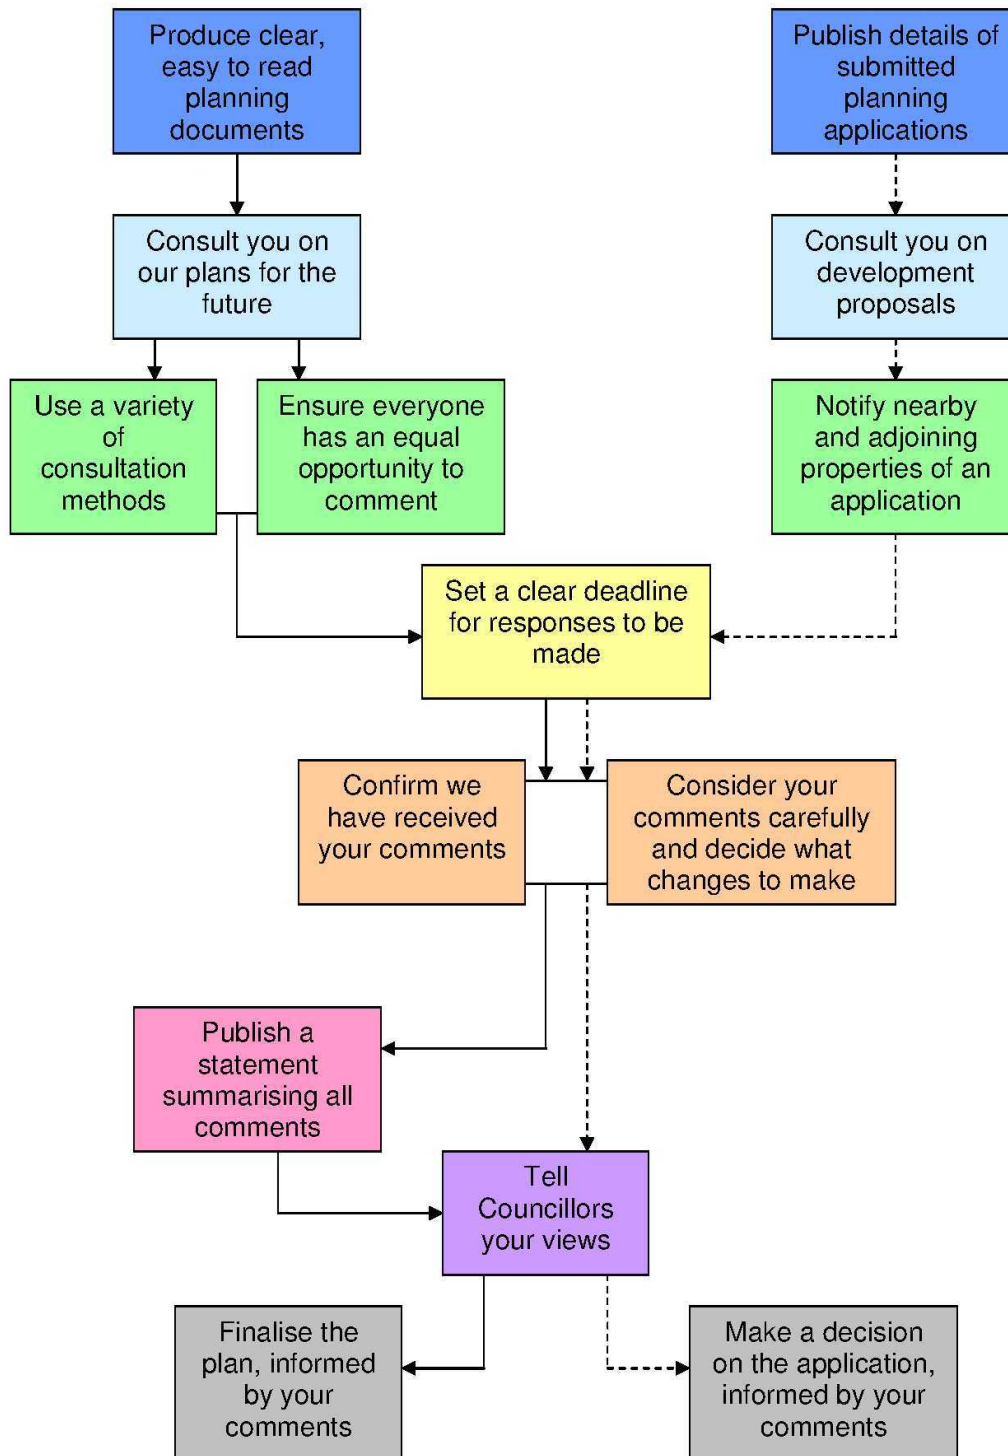 Produce clear,
easy to read
planning
documents
Publish details of
submitted
planning
applications
Consult you on
our plans for the
future
Consult you on
development
proposals
Use a variety
of
consultation
methods
Ensure everyone
has an equal
opportunity to
comment
Notify nearby
and adjoining
properties of an
application
Set a clear deadline
for responses to be
made
Confirm we
have received
your comments
Consider your
comments carefully
and decide what
changes to make
Publish a
statement
summarising all
comments
Tell
Councillors
your views
Finalise the
plan, informed
by your
comments
Make a decision
on the application,
informed by your
comments